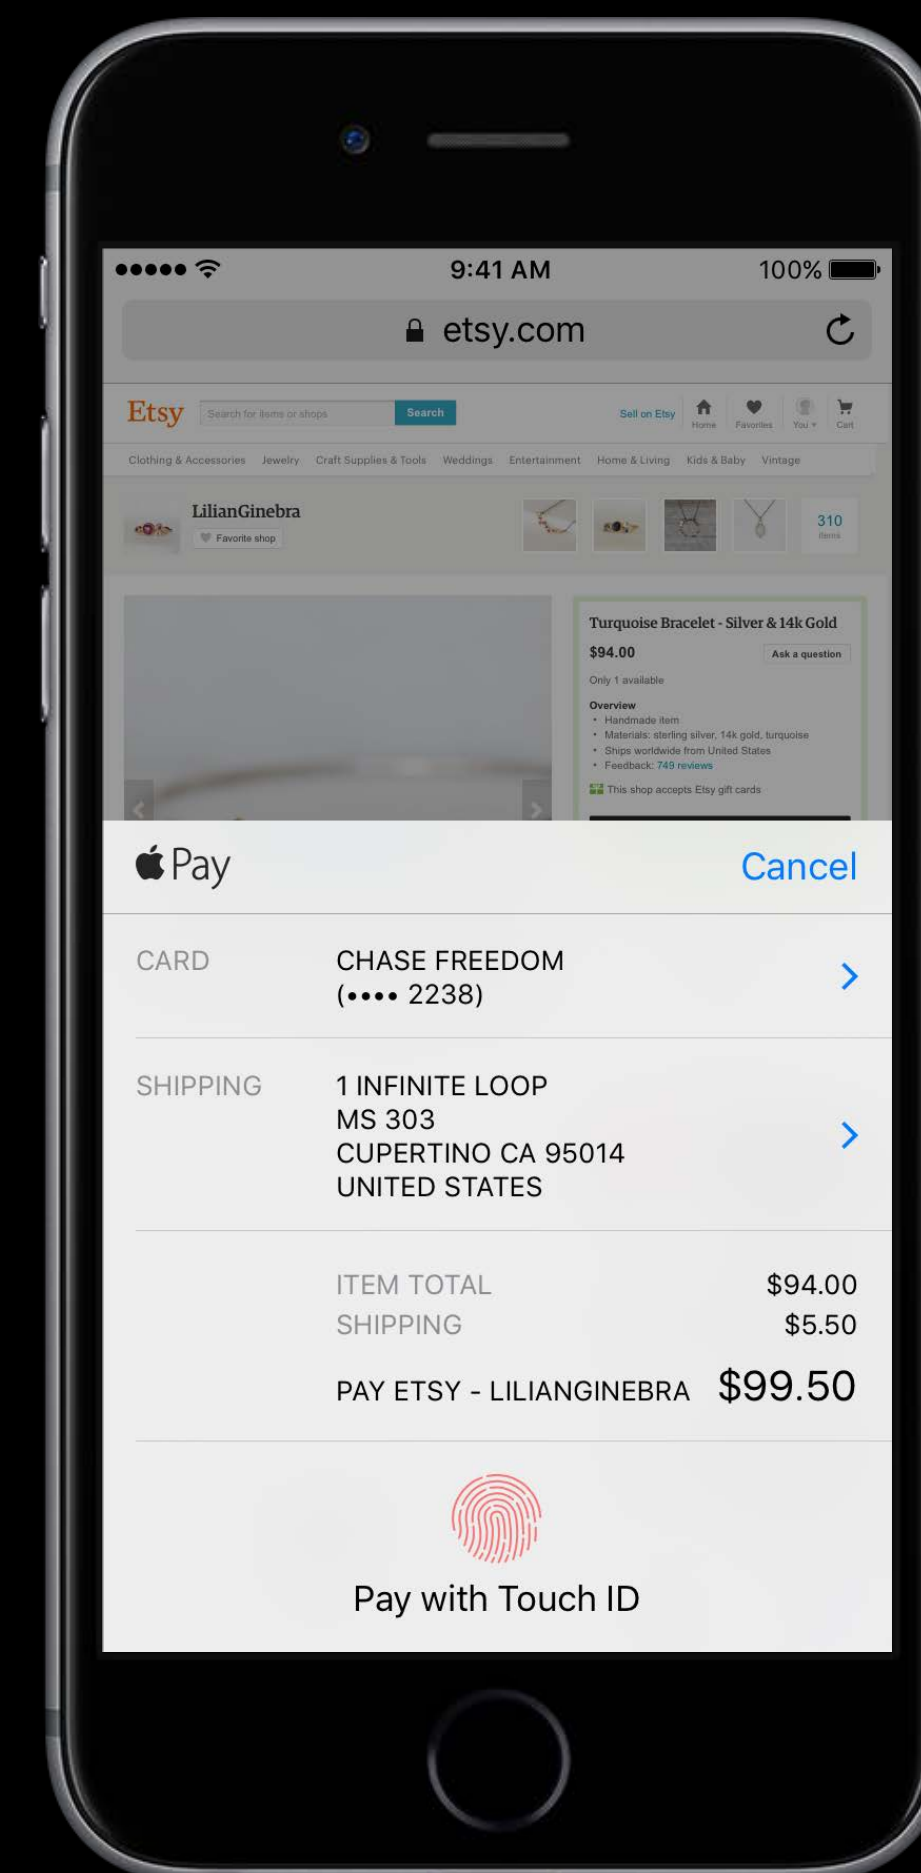 9:41 AM 100%
etsy.com
Etsy Search for items or shops Search Sell on Etsy Home Favorites You Cart
Clothing & Accessories Jewelry Craft Supplies & Tools Weddings Entertainment Home & Living Kids & Baby Vintage
LilianGinebra
Favorite shop
310
items
Turquoise Bracelet - Silver & 14k Gold
$94.00 Ask a question
Only 1 available
Overview
• Handmade item
• Materials: sterling silver, 14k gold, turquoise
• Ships worldwide from United States
• Feedback: 749 reviews
This shop accepts Etsy gift cards
Pay Cancel
CARD CHASE FREEDOM
(•••• 2238)
SHIPPING 1 INFINITE LOOP
MS 303
CUPERTINO CA 95014
UNITED STATES
ITEM TOTAL $94.00
SHIPPING $5.50
PAY ETSY - LILIANGINEBRA $99.50
Pay with Touch ID